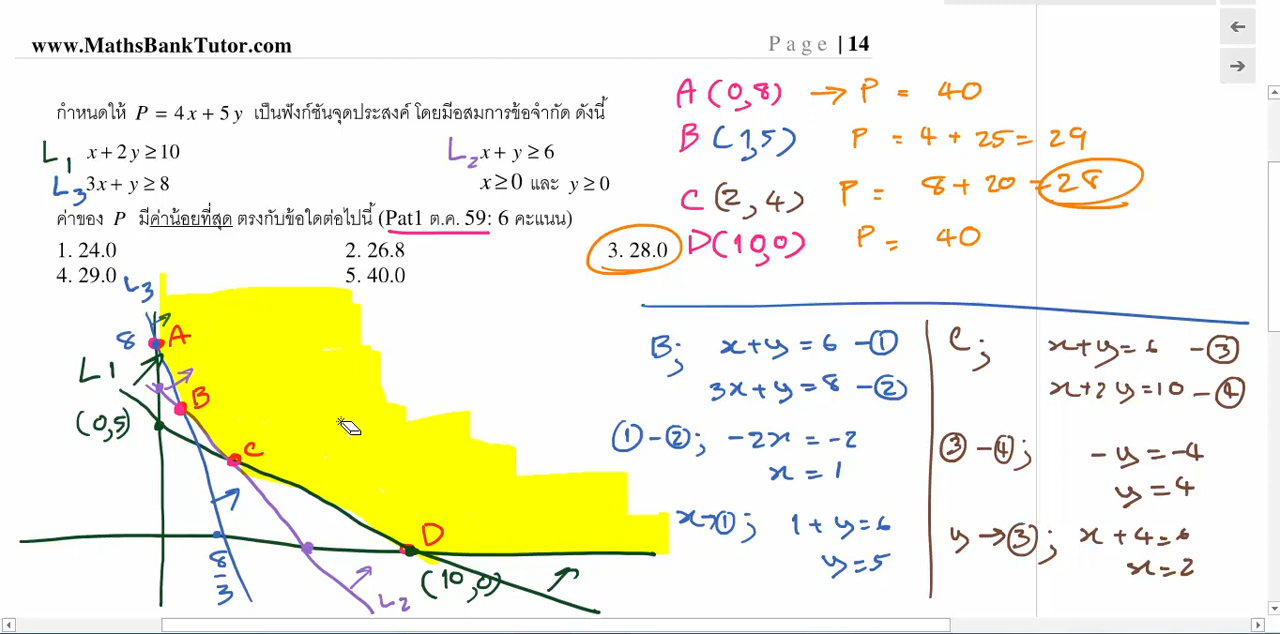 www.MathsBankTutor.com
Page | 14
กำหนดให้ P = 4x + 5y เป็นฟังก์ชันจุดประสงค์ โดยมีอสมการข้อจำกัด ดังนี้
L1 x + 2y ≥ 10
L2 x + y ≥ 6
L3 3x + y ≥ 8
x ≥ 0 และ y ≥ 0
ค่าของ P มีค่าน้อยที่สุด ตรงกับข้อใดต่อไปนี้ (Pat1 ต.ค. 59: 6 คะแนน)
1. 24.0
2. 26.8
3. 28.0
4. 29.0
5. 40.0
A (0,8) → P = 40
B (1,5) P = 4 + 25 = 29
C (2,4) P = 8 + 20 = 28
D (10,0) P = 40
L3
8
A
L1
B
(0,5)
C
D
8/3
(10,0)
L2
B; x+y = 6 –①
3x+y = 8 –②
①–②; -2x = -2
x = 1
x→①; 1 + y = 6
y = 5
C; x+y = 6 –③
x+2y = 10 –④
③–④; -y = -4
y = 4
y→③; x + 4 = 6
x = 2